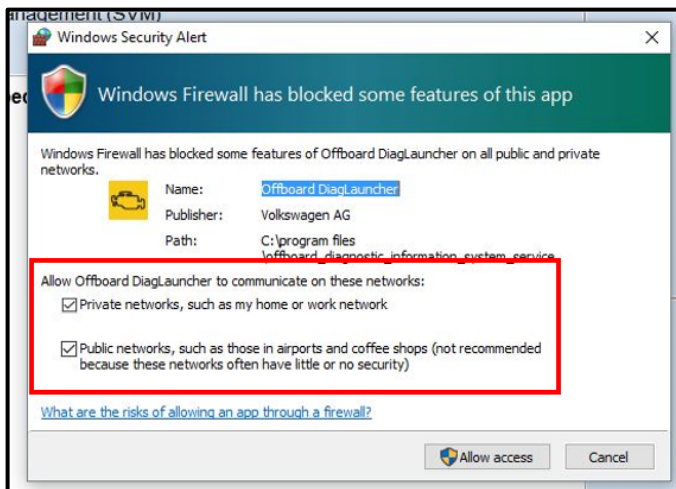 anagement (SVM)
Windows Security Alert
Windows Firewall has blocked some features of this app
Windows Firewall has blocked some features of Offboard DiagLauncher on all public and private
networks.
Name: Offboard DiagLauncher
Publisher: Volkswagen AG
Path: C:\program files
\offboard_diagnostic_information_system_service
Allow Offboard DiagLauncher to communicate on these networks:
Private networks, such as my home or work network
Public networks, such as those in airports and coffee shops (not recommended
because these networks often have little or no security)
What are the risks of allowing an app through a firewall?
Allow access Cancel